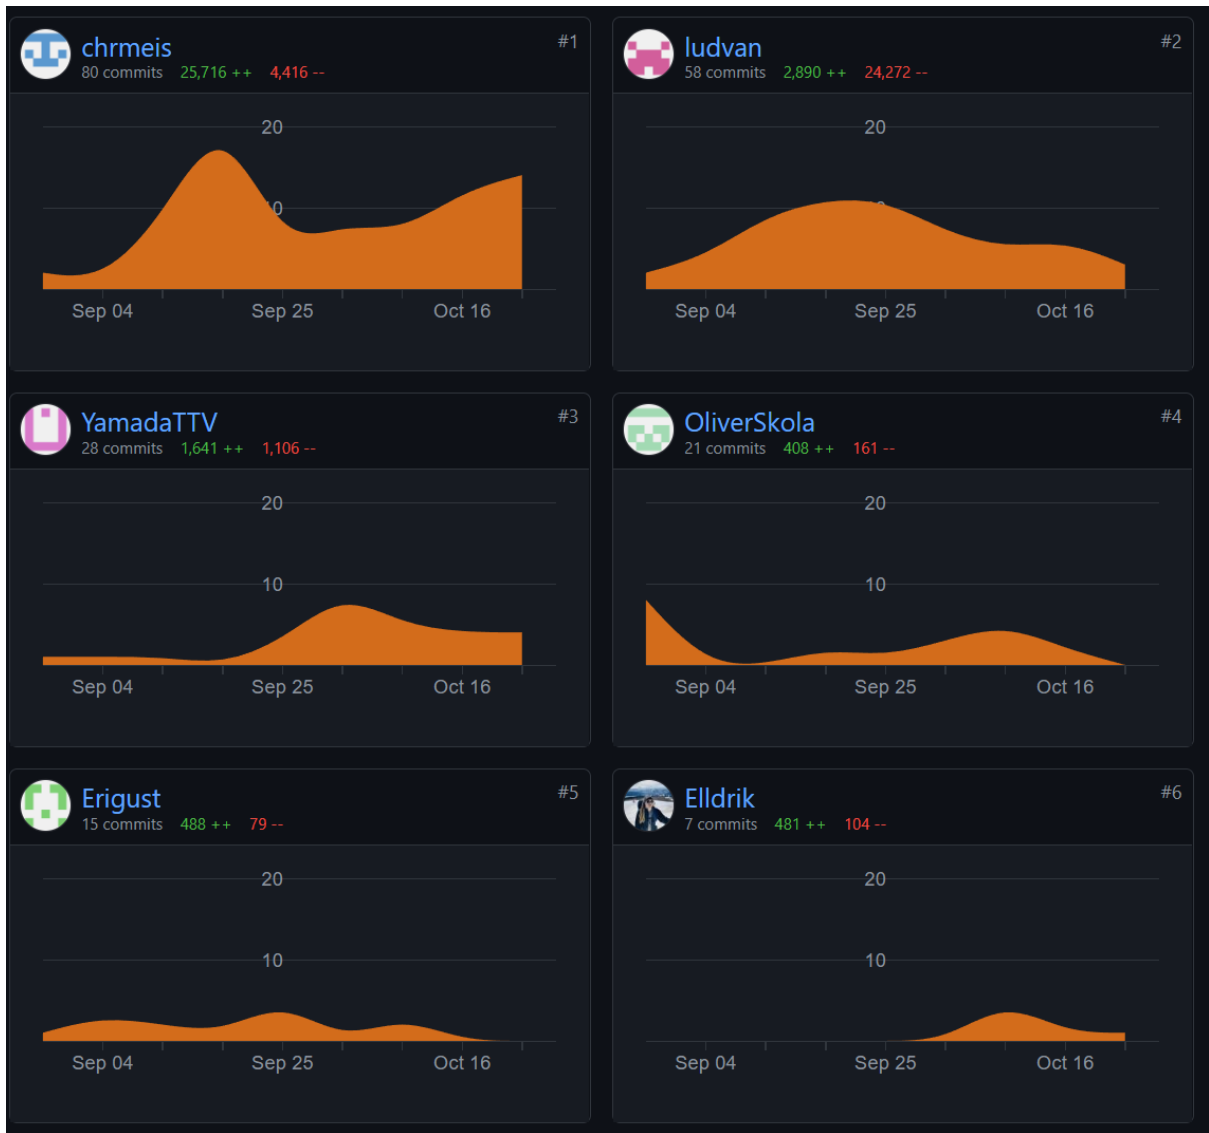 chrmeis #1
80 commits 25,716 ++ 4,416 --
20
0
Sep 04 Sep 25 Oct 16
ludvan #2
58 commits 2,890 ++ 24,272 --
20
Sep 04 Sep 25 Oct 16
YamadaTTV #3
28 commits 1,641 ++ 1,106 --
20
10
Sep 04 Sep 25 Oct 16
OliverSkola #4
21 commits 408 ++ 161 --
20
10
Sep 04 Sep 25 Oct 16
Erigust #5
15 commits 488 ++ 79 --
20
10
Sep 04 Sep 25 Oct 16
Elldrik #6
7 commits 481 ++ 104 --
20
10
Sep 04 Sep 25 Oct 16